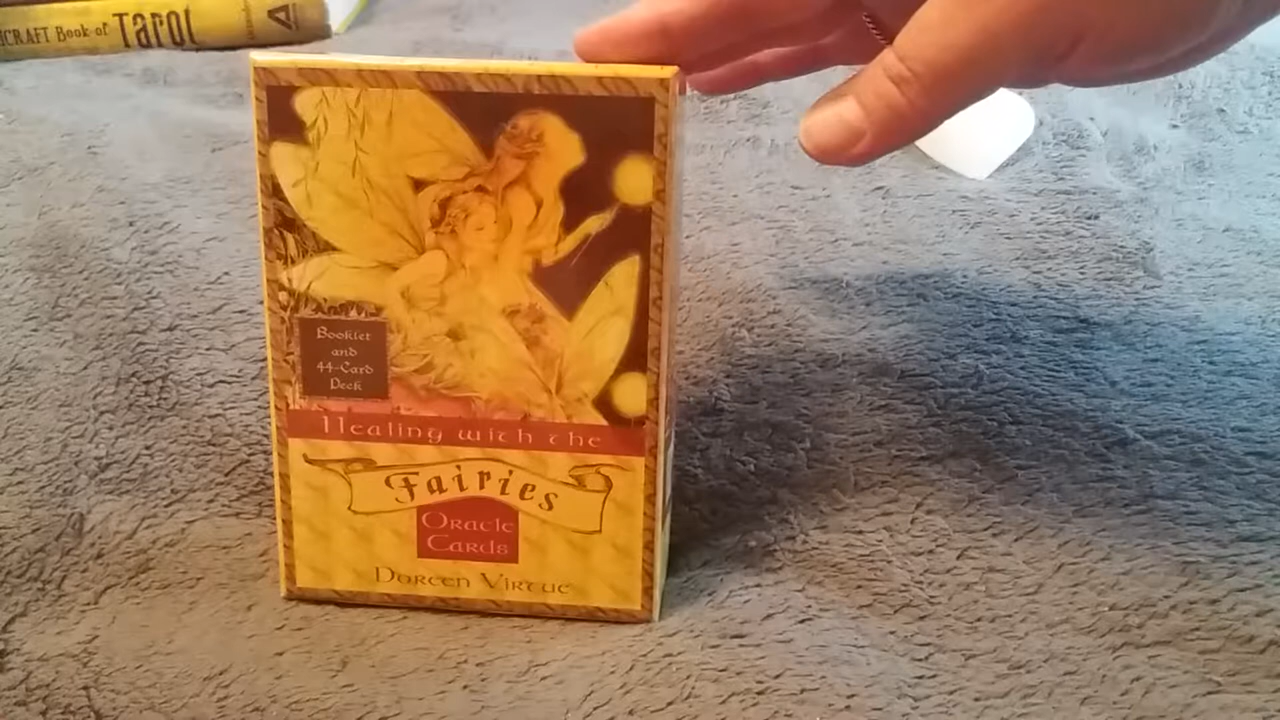 CRAFT Book of Tarot
Booklet
and
44-Card
Deck
Healing with the
Fairies
Oracle
Cards
Doreen Virtue